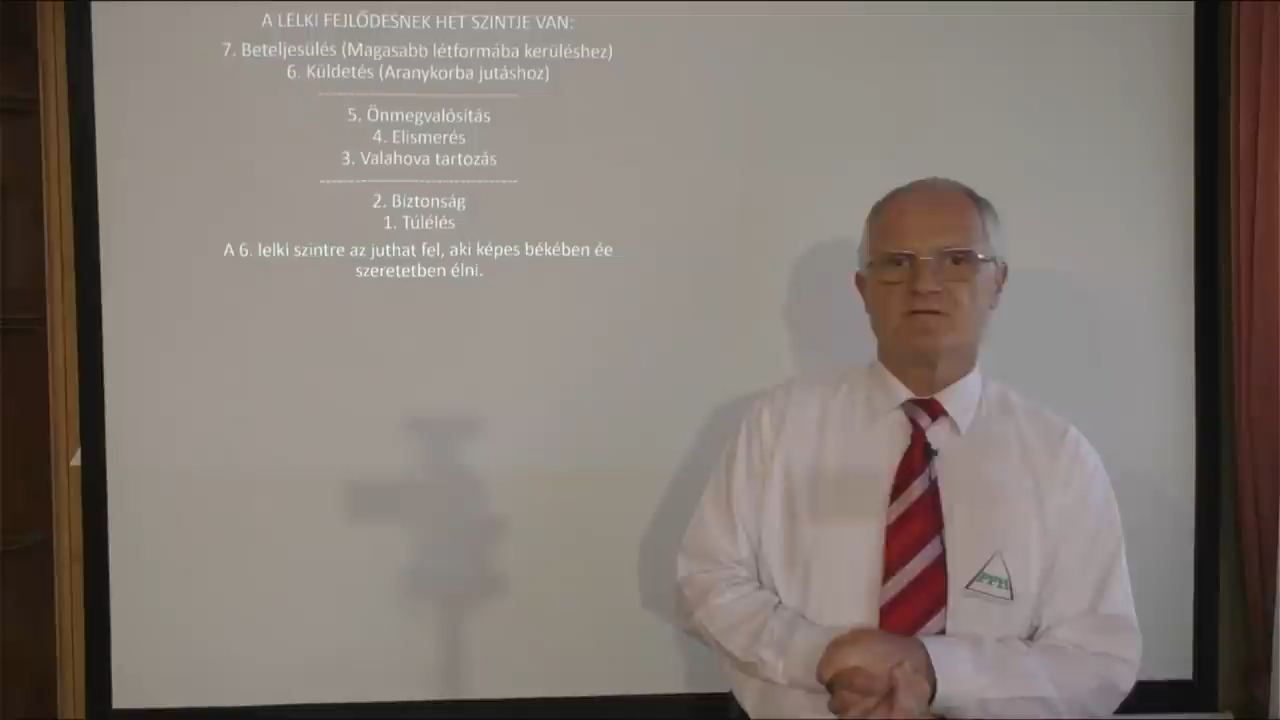 A LELKI FEJLŐDÉSNEK HÉT SZINTJE VAN:
7. Beteljesülés (Magasabb létformába kerüléshez)
6. Küldetés (Aranykorba jutáshoz)
5. Önmegvalósítás
4. Elismerés
3. Valahova tartozás
2. Biztonság
1. Túlélés
A 6. lelki szintre az juthat fel, aki képes békében ée
szeretetben élni.
PPH